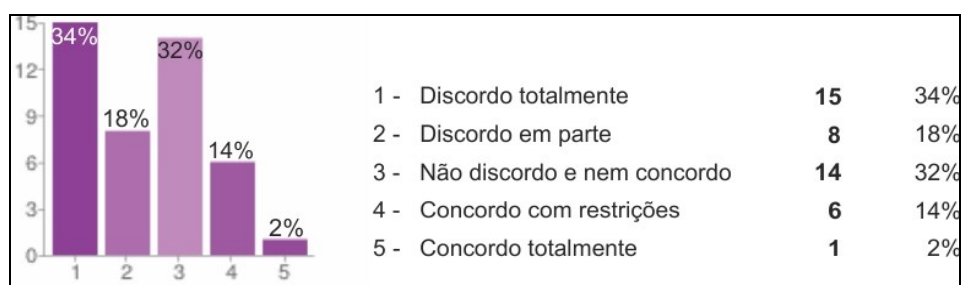 15
34%
32%
12
9
18%
14%
6
3
2%
0
1 2 3 4 5
1 - Discordo totalmente 15 34%
2 - Discordo em parte 8 18%
3 - Não discordo e nem concordo 14 32%
4 - Concordo com restrições 6 14%
5 - Concordo totalmente 1 2%